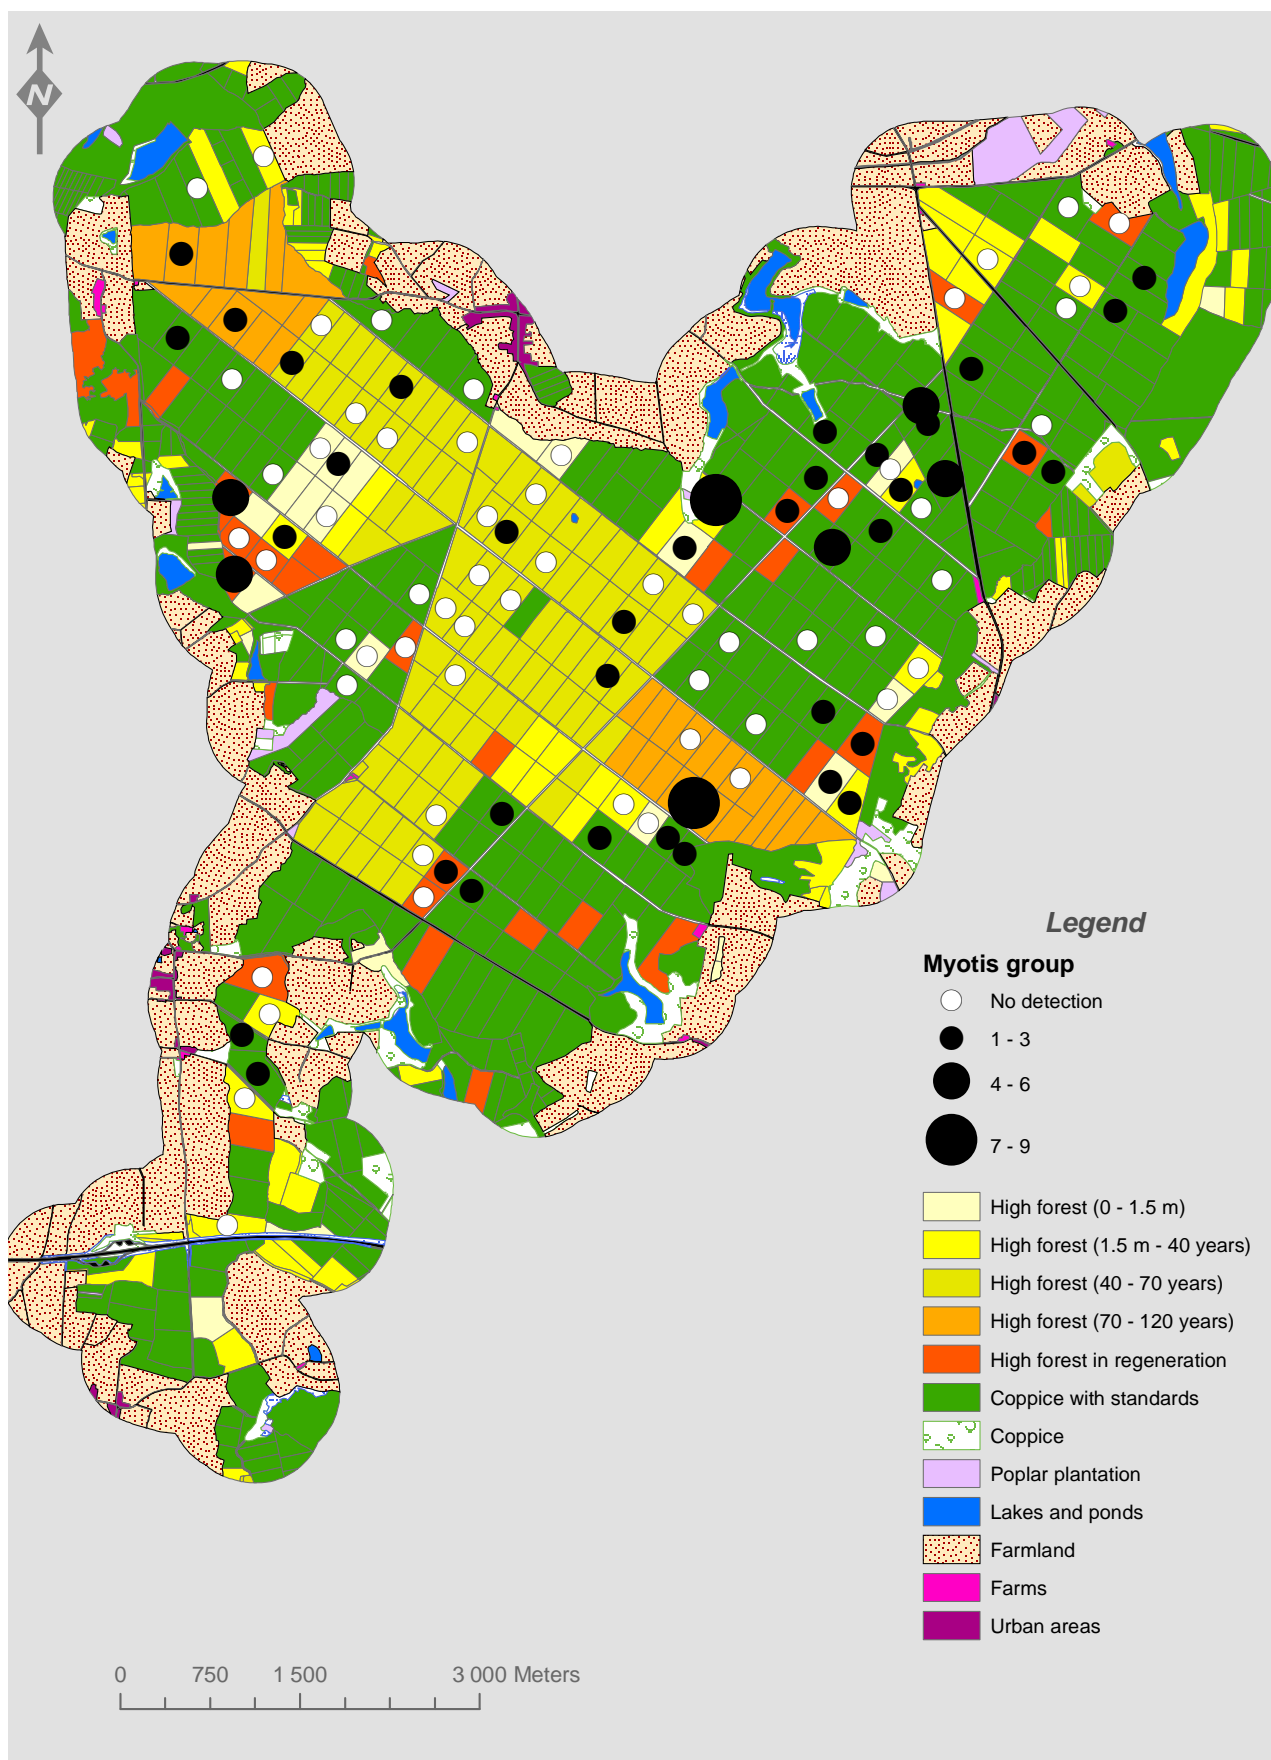 N
Legend
Myotis group
No detection
1 - 3
4 - 6
7 - 9
High forest (0 - 1.5 m)
High forest (1.5 m - 40 years)
High forest (40 - 70 years)
High forest (70 - 120 years)
High forest in regeneration
Coppice with standards
Coppice
Poplar plantation
Lakes and ponds
Farmland
Farms
Urban areas
0 750 1 500 3 000 Meters